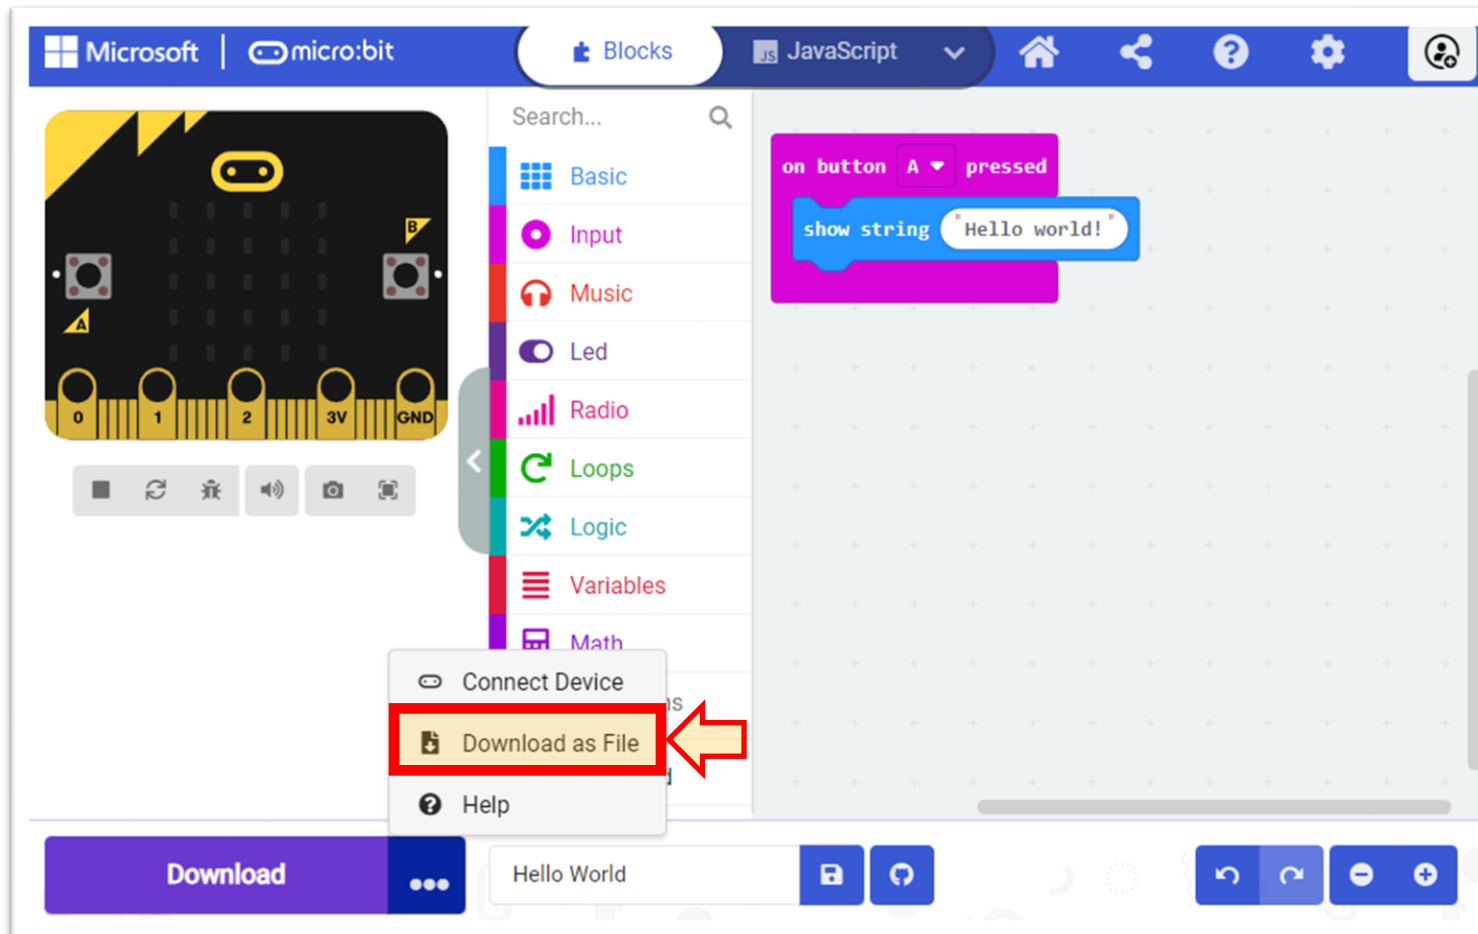 Microsoft
micro:bit
Blocks
JS
JavaScript
Search...
Basic
Input
Music
Led
Radio
Loops
Logic
Variables
Math
B
A
0
1
2
3V
GND
on button A pressed
show string "Hello world!"
Connect Device
Download as File
Help
Download
Hello World